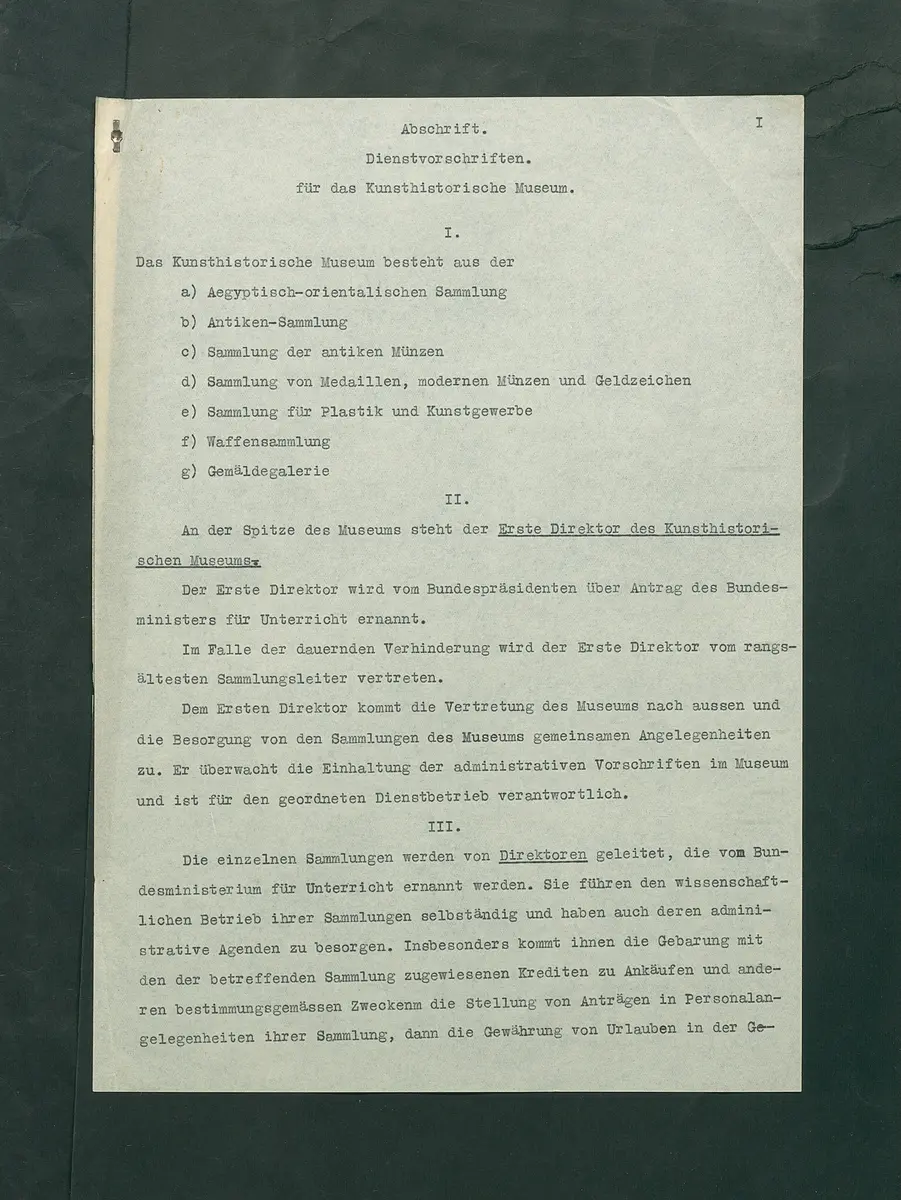 I
Abschrift.
Dienstvorschriften.
für das Kunsthistorische Museum.
I.
Das Kunsthistorische Museum besteht aus der
a) Aegyptisch-orientalischen Sammlung
b) Antiken-Sammlung
c) Sammlung der antiken Münzen
d) Sammlung von Medaillen, modernen Münzen und Geldzeichen
e) Sammlung für Plastik und Kunstgewerbe
f) Waffensammlung
g) Gemäldegalerie
II.
An der Spitze des Museums steht der Erste Direktor des Kunsthistori-
schen Museums.
Der Erste Direktor wird vom Bundespräsidenten über Antrag des Bundes-
ministers für Unterricht ernannt.
Im Falle der dauernden Verhinderung wird der Erste Direktor vom rangs-
ältesten Sammlungsleiter vertreten.
Dem Ersten Direktor kommt die Vertretung des Museums nach aussen und
die Besorgung von den Sammlungen des Museums gemeinsamen Angelegenheiten
zu. Er überwacht die Einhaltung der administrativen Vorschriften im Museum
und ist für den geordneten Dienstbetrieb verantwortlich.
III.
Die einzelnen Sammlungen werden von Direktoren geleitet, die vom Bun-
desministerium für Unterricht ernannt werden. Sie führen den wissenschaft-
lichen Betrieb ihrer Sammlungen selbständig und haben auch deren admini-
strative Agenden zu besorgen. Insbesonders kommt ihnen die Gebarung mit
den der betreffenden Sammlung zugewiesenen Krediten zu Ankäufen und ande-
ren bestimmungsgemässen Zweckenm die Stellung von Anträgen in Personalan-
gelegenheiten ihrer Sammlung, dann die Gewährung von Urlauben in der Ge-